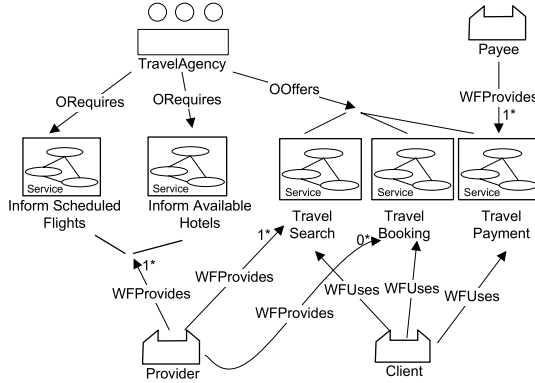 Payee
TravelAgency
ORequires
ORequires
OOffers
WFProvides
1*
Service
Service
Service
Service
Service
Inform Scheduled
Flights
Inform Available
Hotels
Travel
Search
Travel
Booking
Travel
Payment
1*
1*
0*
WFProvides
WFProvides
WFProvides
WFUses
WFUses
WFUses
Provider
Client